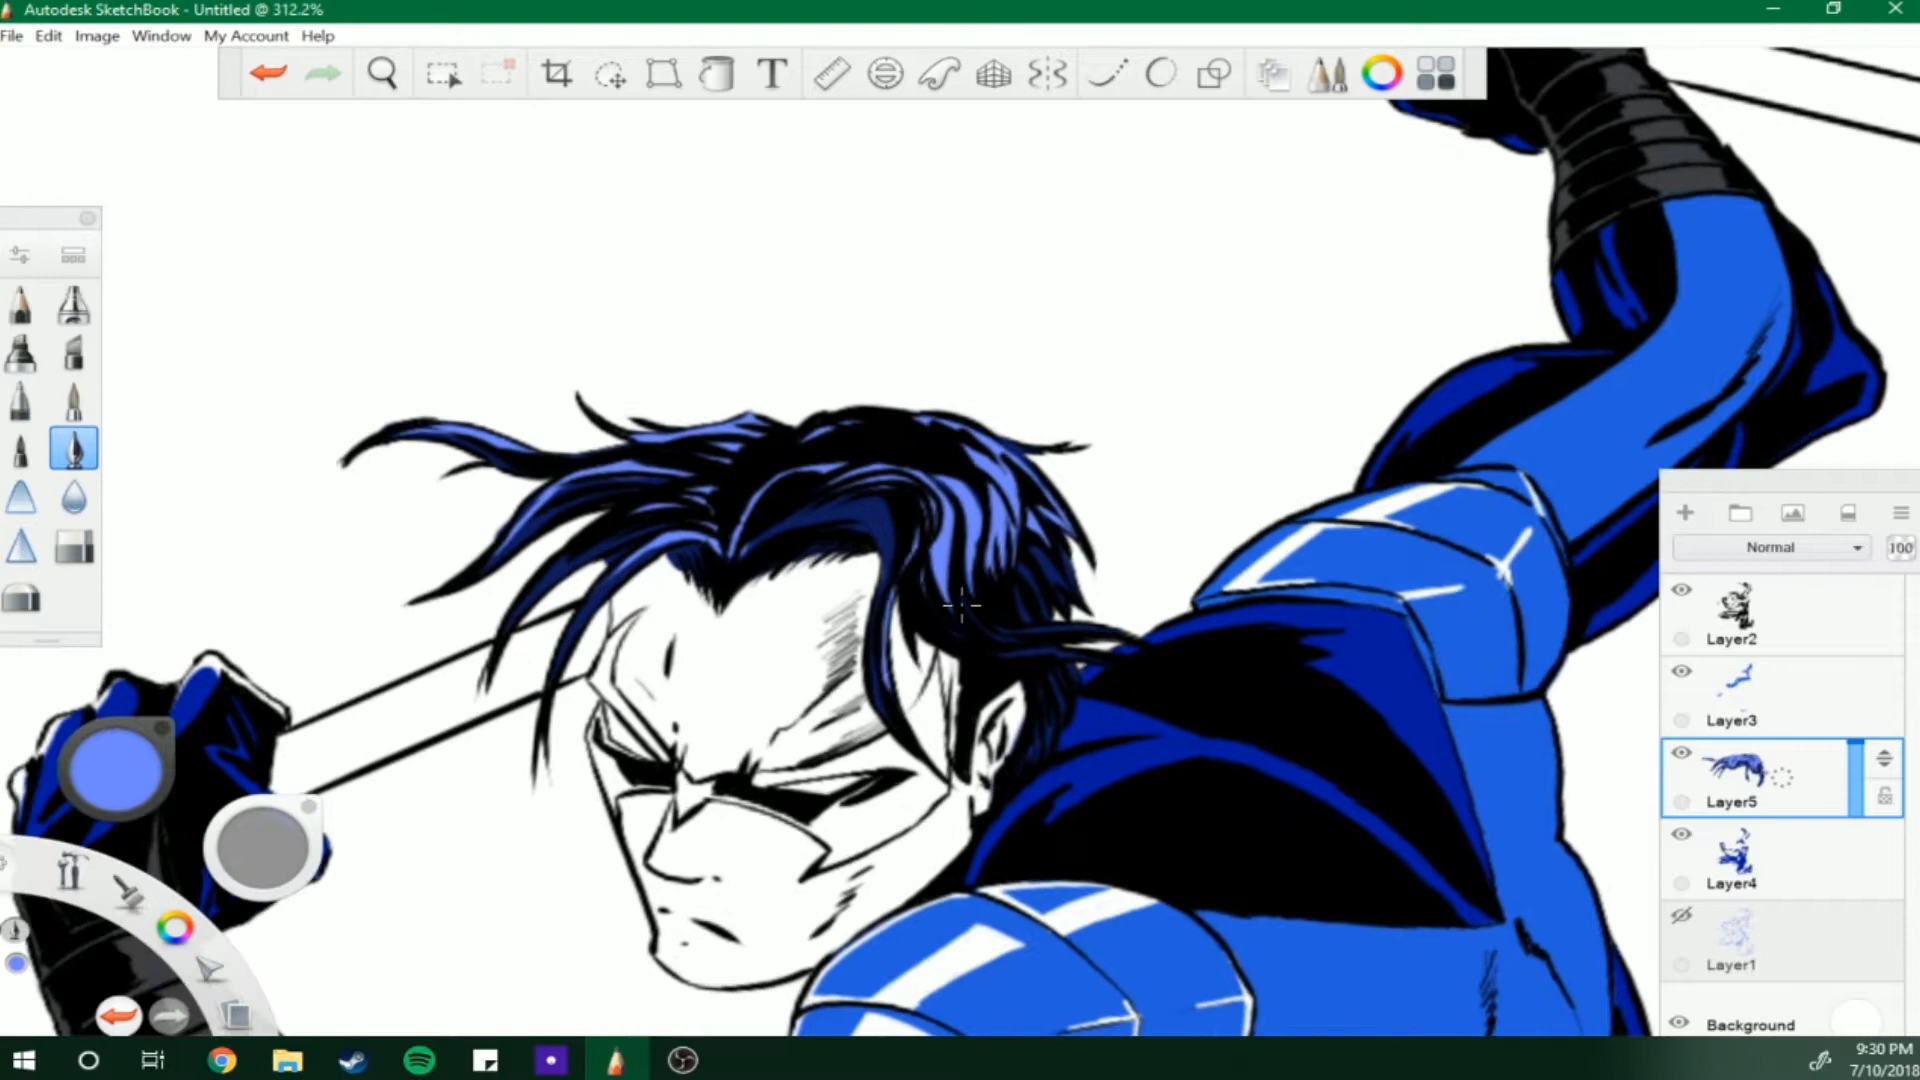 Autodesk SketchBook - Untitled @ 312.2%
File Edit Image Window My Account Help
T
Normal 100
Layer2
Layer3
Layer5
Layer4
Layer1
Background
9:30 PM
7/10/2018